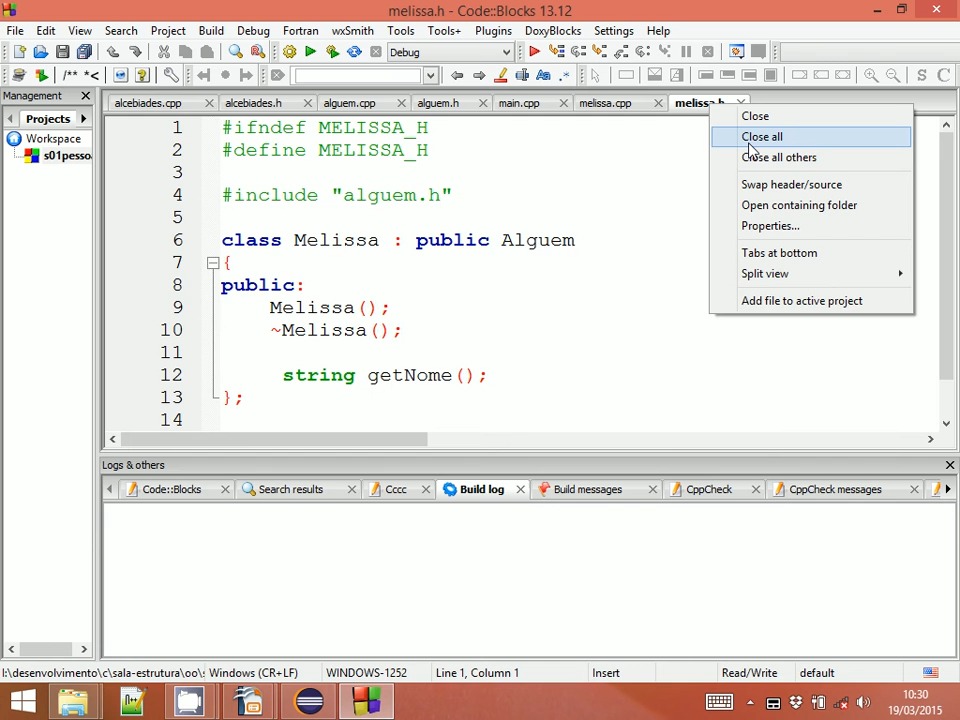 melissa.h - Code::Blocks 13.12
File Edit View Search Project Build Debug Fortran wxSmith Tools Tools+ Plugins DoxyBlocks Settings Help
Debug
/** *<
S C
Management
alcebiades.cpp alcebiades.h alguem.cpp alguem.h main.cpp melissa.cpp melissa.h
Projects
Workspace
s01pesso
1 #ifndef MELISSA_H
2 #define MELISSA_H
3
4 #include "alguem.h"
5
6 class Melissa : public Alguem
7 {
8 public:
9 Melissa();
10 ~Melissa();
11
12 string getNome();
13 };
14
Close
Close all
Close all others
Swap header/source
Open containing folder
Properties...
Tabs at bottom
Split view
Add file to active project
Logs & others
Code::Blocks Search results Cccc Build log Build messages CppCheck CppCheck messages
I:\desenvolvimento\c\sala-estrutura\oo\s Windows (CR+LF) WINDOWS-1252 Line 1, Column 1 Insert Read/Write default
10:30
19/03/2015